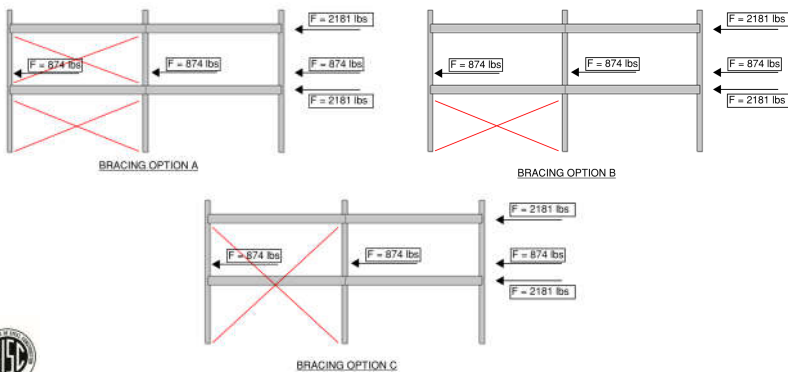 F = 2181 lbs
F = 874 lbs
F = 874 lbs
F = 874 lbs
F = 2181 lbs
BRACING OPTION A
F = 2181 lbs
F = 874 lbs
F = 874 lbs
F = 874 lbs
F = 2181 lbs
BRACING OPTION B
F = 2181 lbs
F = 874 lbs
F = 874 lbs
F = 874 lbs
F = 2181 lbs
BRACING OPTION C